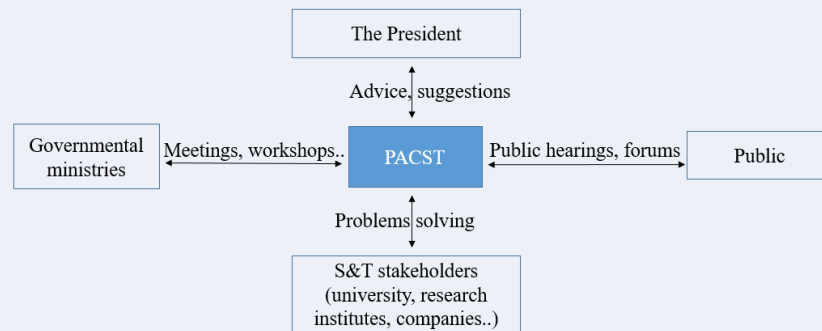 The President
Advice, suggestions
Governmental
ministries
Meetings, workshops..
PACST
Public hearings, forums
Public
Problems solving
S&T stakeholders
(university, research
institutes, companies..)